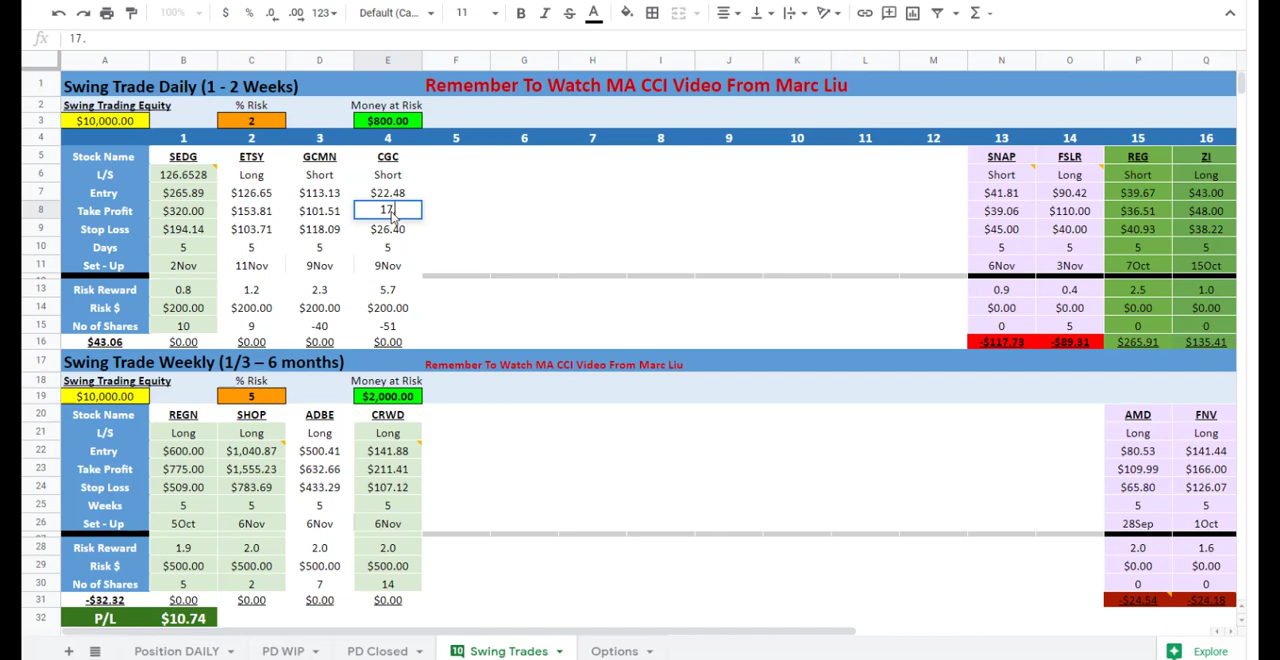 100% $ % .0 .00 123 Default (Ca... 11 B I S A Σ
fx 17.
A B C D E F G H I J K L M N O P Q
1 Swing Trade Daily (1 - 2 Weeks) Remember To Watch MA CCI Video From Marc Liu
2 Swing Trading Equity % Risk Money at Risk
3 $10,000.00 2 $800.00
4 1 2 3 4 5 6 7 8 9 10 11 12 13 14 15 16
5 Stock Name SEDG ETSY GCMN CGC SNAP FSLR REG ZI
6 L/S 126.6528 Long Short Short Short Long Short Long
7 Entry $265.89 $126.65 $113.13 $22.48 $41.81 $90.42 $39.67 $43.00
8 Take Profit $320.00 $153.81 $101.51 17. $39.06 $110.00 $36.51 $48.00
9 Stop Loss $194.14 $103.71 $118.09 $26.40 $45.00 $40.00 $40.93 $38.22
10 Days 5 5 5 5 5 5 5 5
11 Set - Up 2Nov 11Nov 9Nov 9Nov 6Nov 3Nov 7Oct 15Oct
13 Risk Reward 0.8 1.2 2.3 5.7 0.9 0.4 2.5 1.0
14 Risk $ $200.00 $200.00 $200.00 $200.00 $0.00 $0.00 $0.00 $0.00
15 No of Shares 10 9 -40 -51 0 5 0 0
16 $43.06 $0.00 $0.00 $0.00 $0.00 -$117.73 -$89.31 $265.91 $135.41
17 Swing Trade Weekly (1/3 – 6 months) Remember To Watch MA CCI Video From Marc Liu
18 Swing Trading Equity % Risk Money at Risk
19 $10,000.00 5 $2,000.00
20 Stock Name REGN SHOP ADBE CRWD AMD FNV
21 L/S Long Long Long Long Long Long
22 Entry $600.00 $1,040.87 $500.41 $141.88 $80.53 $141.44
23 Take Profit $775.00 $1,555.23 $632.66 $211.41 $109.99 $166.00
24 Stop Loss $509.00 $783.69 $433.29 $107.12 $65.80 $126.07
25 Weeks 5 5 5 5 5 5
26 Set - Up 5Oct 6Nov 6Nov 6Nov 28Sep 1Oct
28 Risk Reward 1.9 2.0 2.0 2.0 2.0 1.6
29 Risk $ $500.00 $500.00 $500.00 $500.00 $0.00 $0.00
30 No of Shares 5 2 7 14 0 0
31 -$32.32 $0.00 $0.00 $0.00 $0.00 -$24.54 -$24.18
32 P/L $10.74
+ Position DAILY PD WIP PD Closed 10 Swing Trades Options Explore